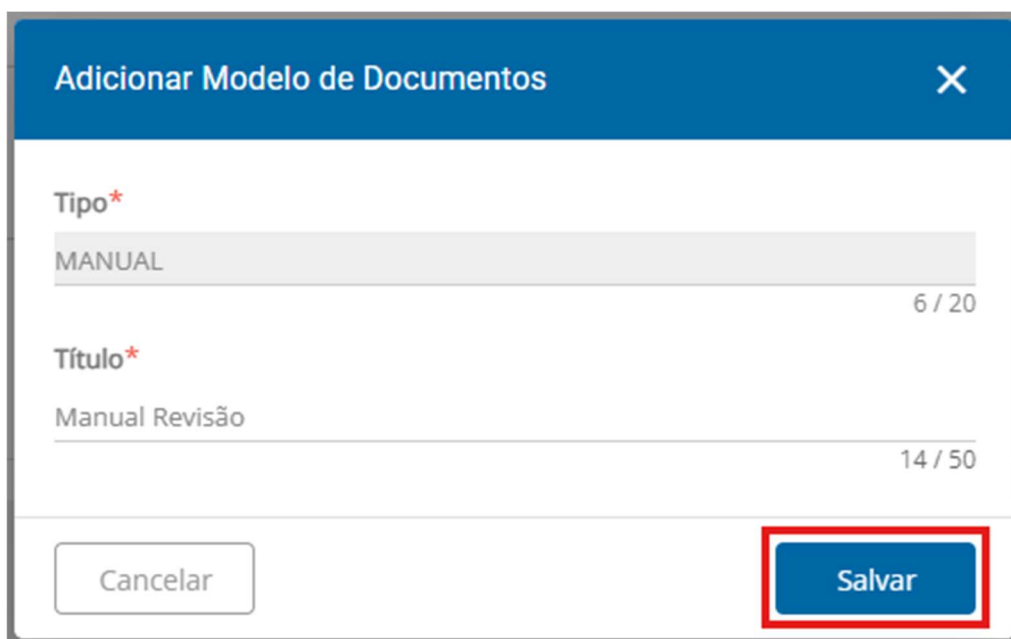 Adicionar Modelo de Documentos
Tipo*
MANUAL
6 / 20
Título*
Manual Revisão
14 / 50
Cancelar Salvar